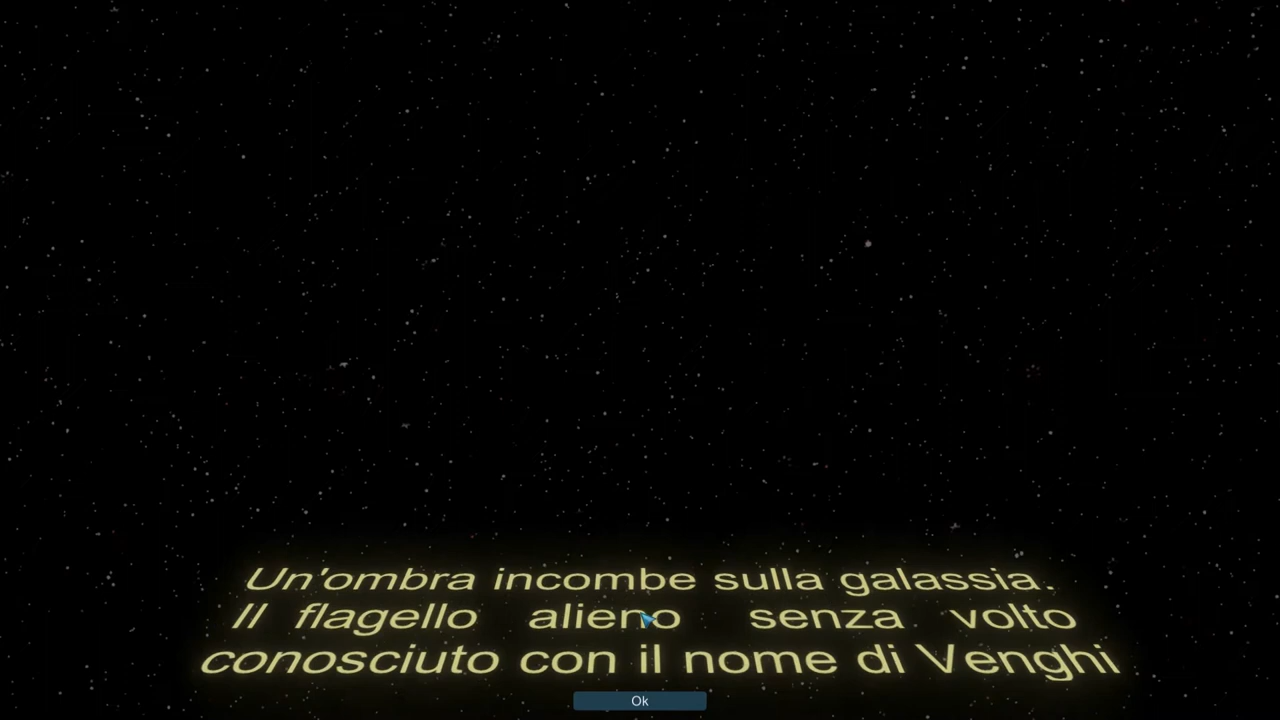 Un'ombra incombe sulla galassia.
Il flagello alieno senza volto
conosciuto con il nome di Venghi
Ok